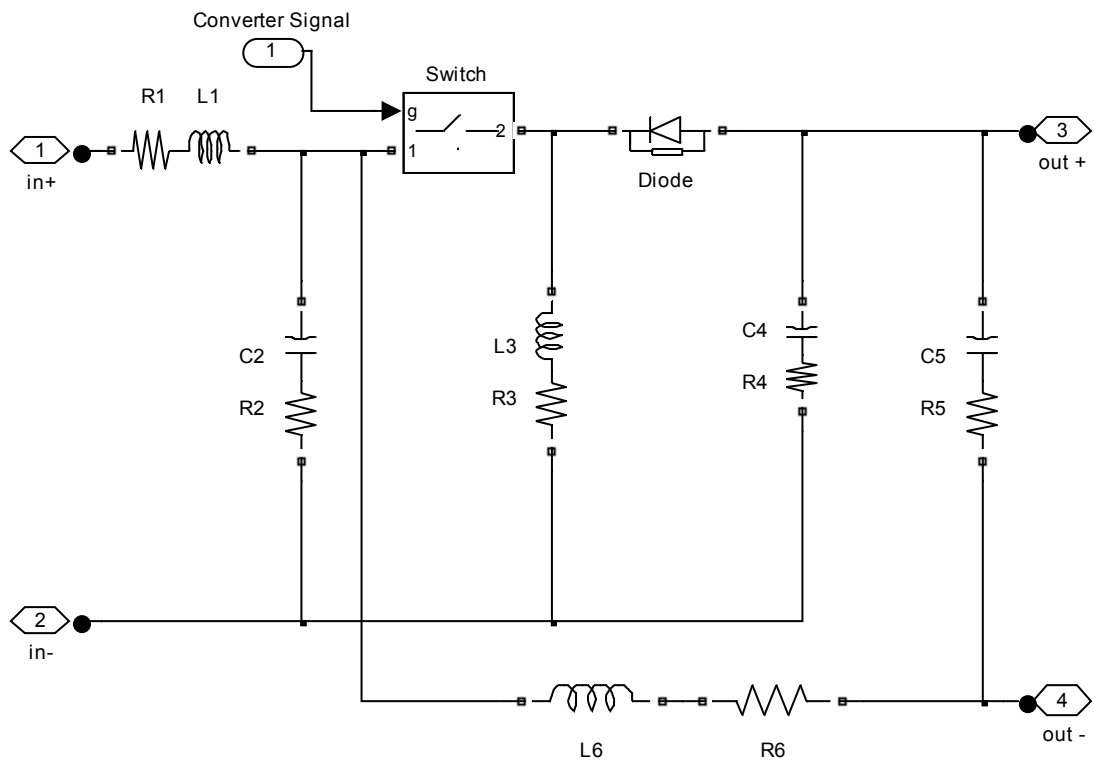 Converter Signal
1
Switch
R1
L1
g
2
1
1
in+
3
out +
Diode
C2
R2
L3
R3
C4
R4
C5
R5
2
in-
4
out -
L6
R6